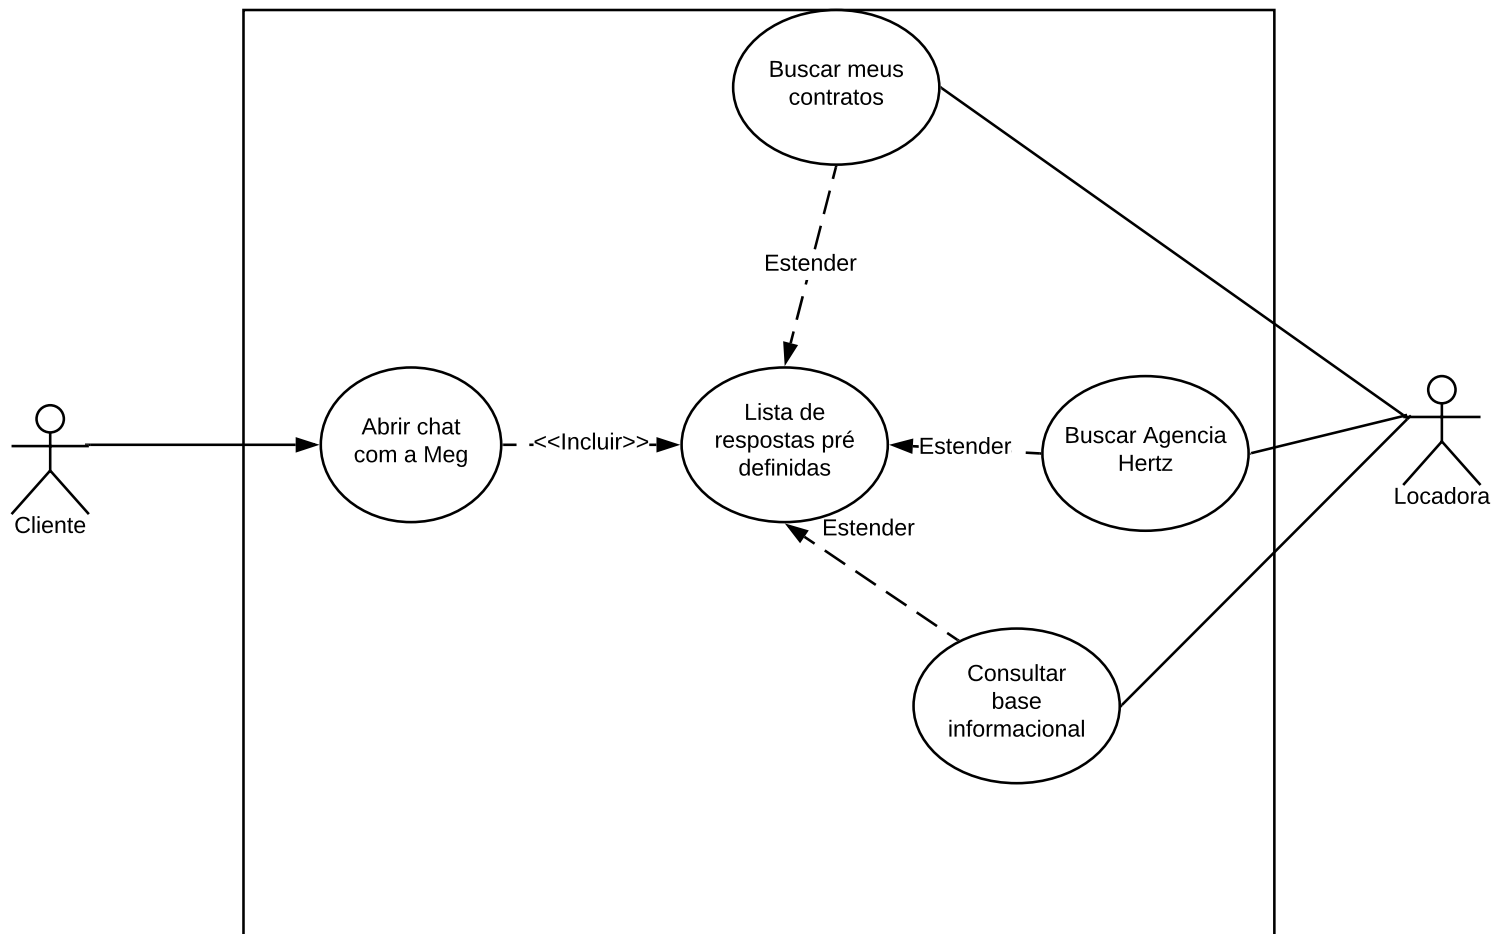 Buscar meus
contratos
Estender
Abrir chat
com a Meg
<<Incluir>>
Lista de
respostas pré
definidas
Estender
Buscar Agencia
Hertz
Cliente
Locadora
Estender
Consultar
base
informacional